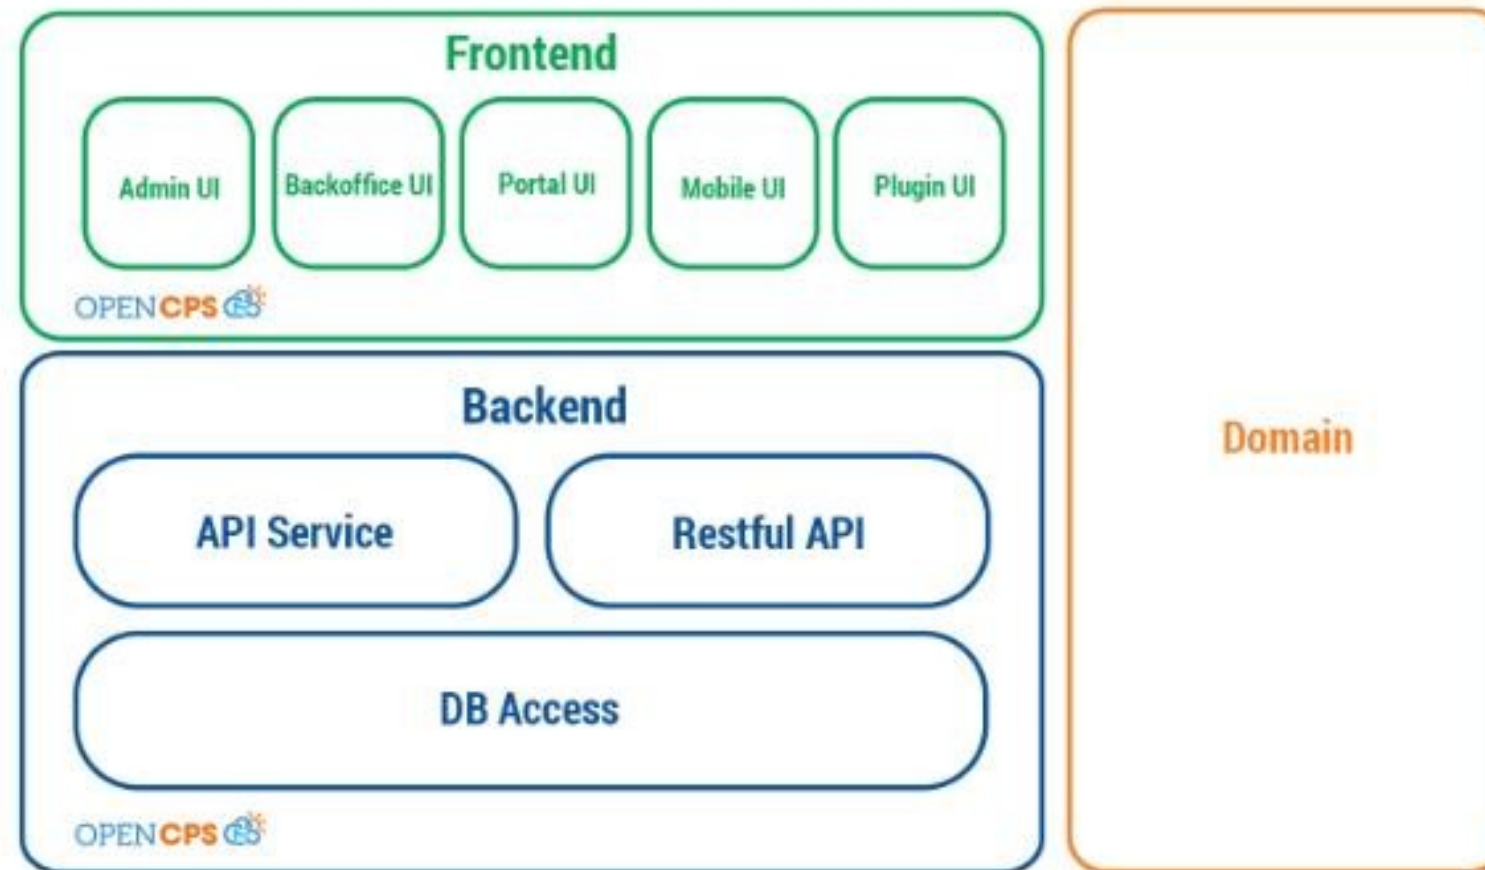 Frontend
Admin UI
Backoffice UI
Portal UI
Mobile UI
Plugin UI
OPENCPS
Backend
API Service
Restful API
DB Access
OPENCPS
Domain